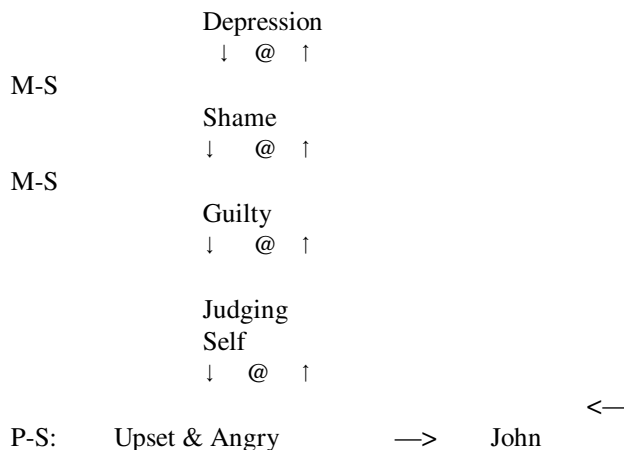 Depression
↓ @ ↑
M-S
Shame
↓ @ ↑
M-S
Guilty
↓ @ ↑
Judging
Self
↓ @ ↑
<—
P-S: Upset & Angry —> John